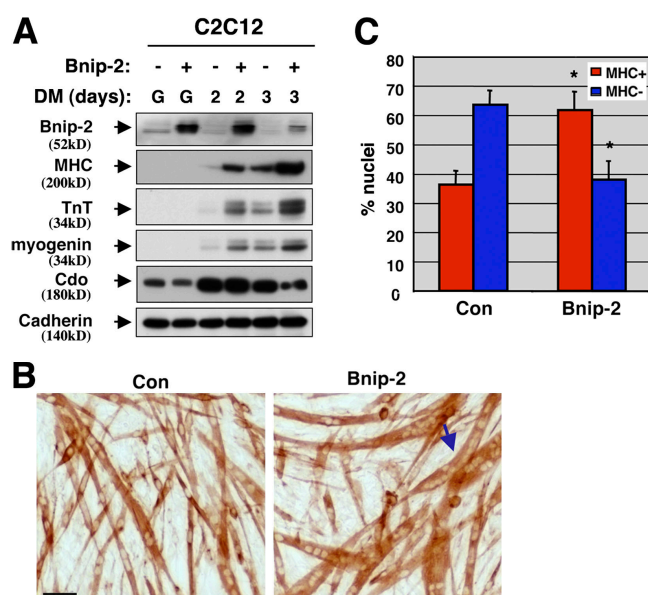 A
C2C12
Bnip-2: - + - + - +
DM (days): G G 2 2 3 3
Bnip-2
(52kD)
MHC
(200kD)
TnT
(34kD)
myogenin
(34kD)
Cdo
(180kD)
Cadherin
(140kD)
C
80
70
60
50
40
30
20
10
0
% nuclei
*
*
MHC+
MHC-
Con
Bnip-2
B
Con
Bnip-2